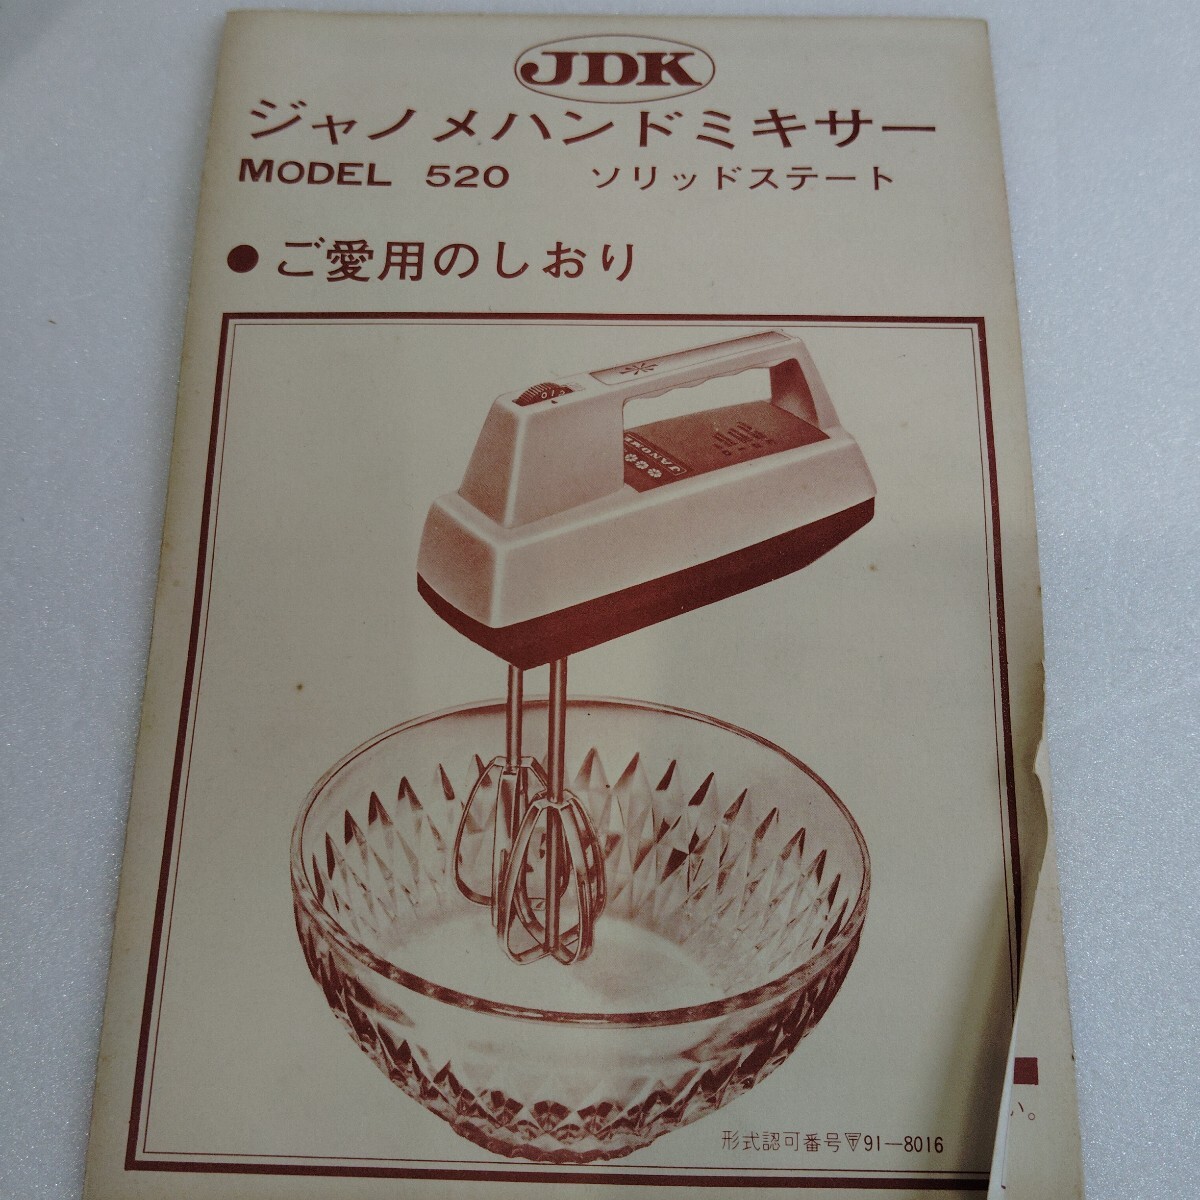 JDK
ジャノメハンドミキサー
MODEL 520 ソリッドステート
●ご愛用のしおり
JANOME
形式認可番号 91-8016
い。